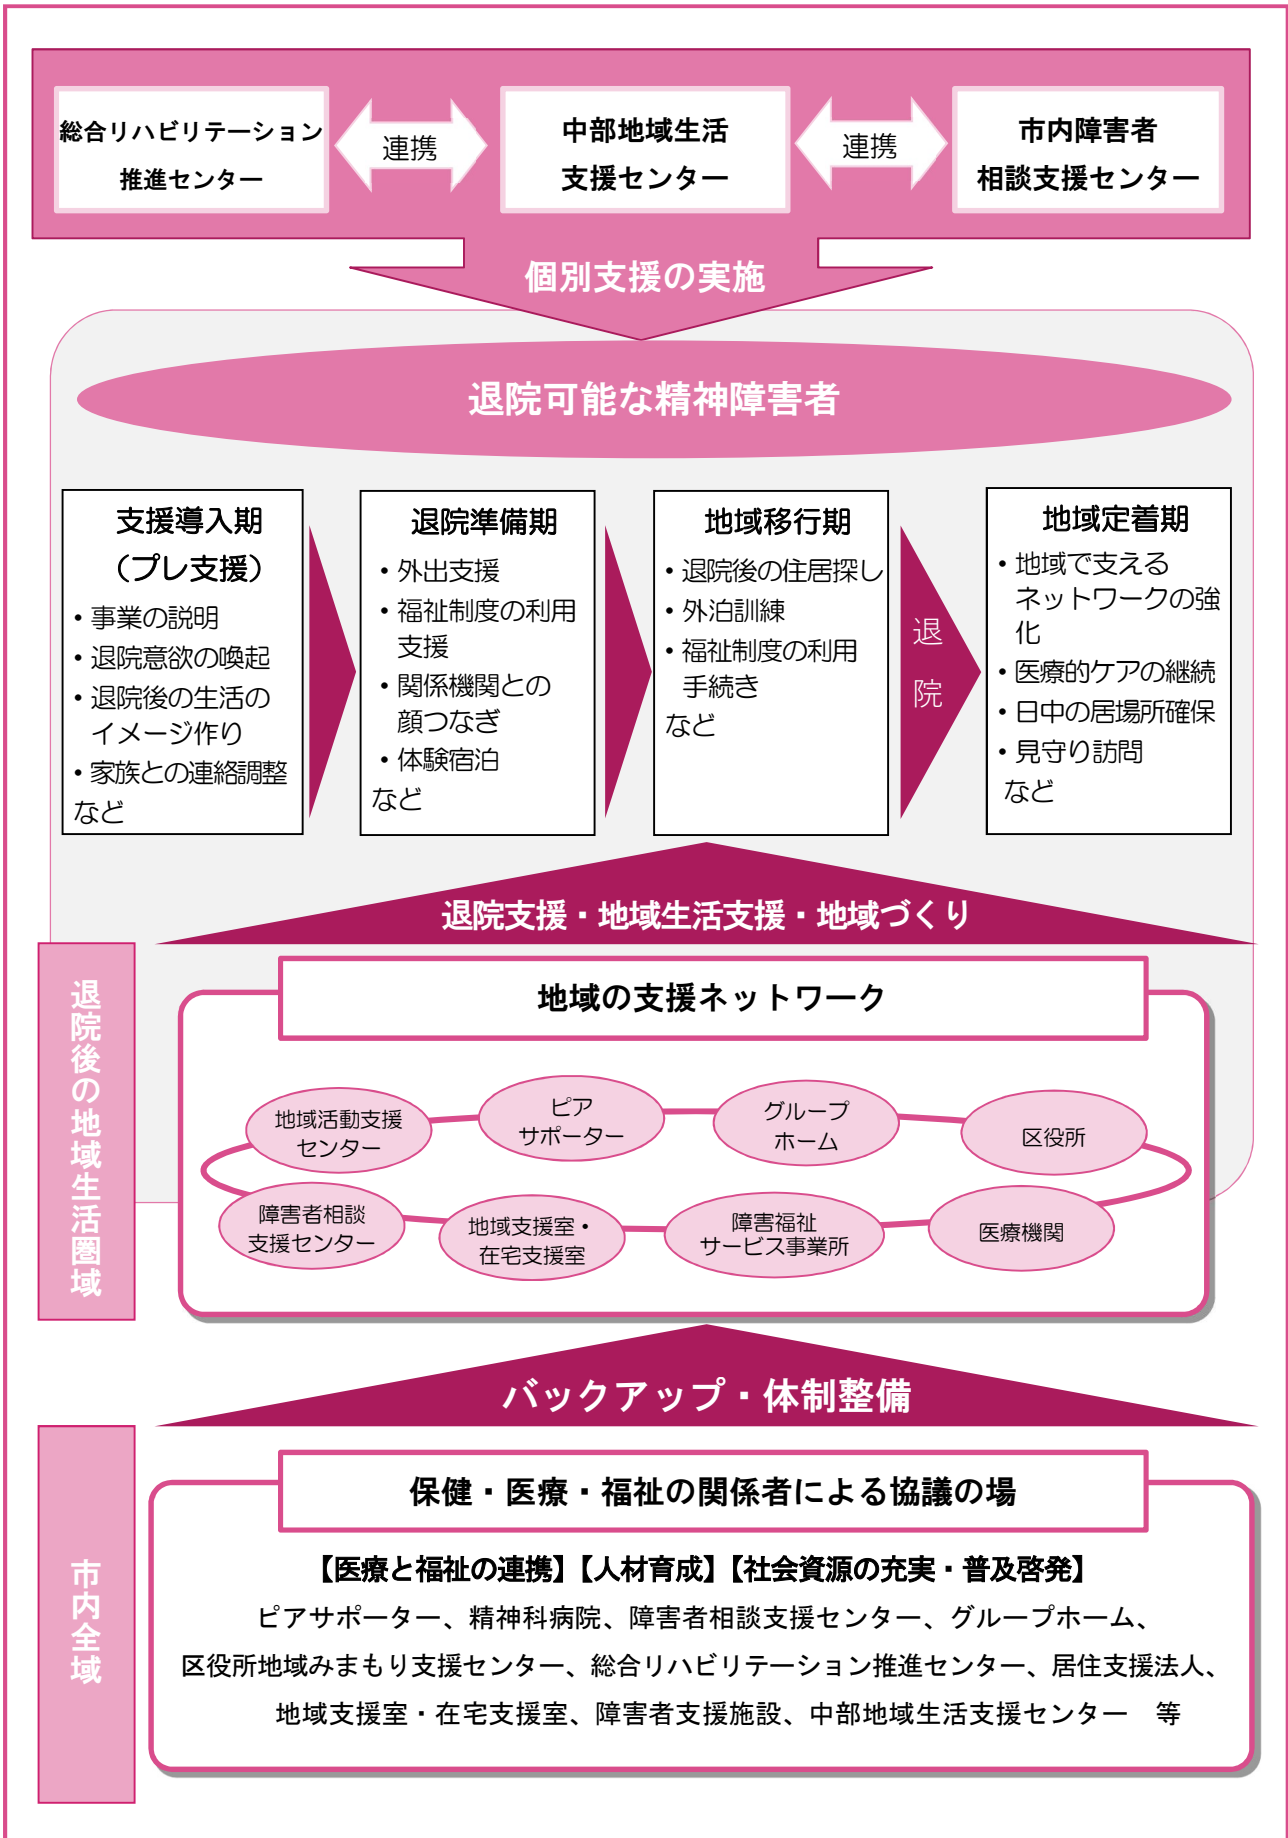 総合リハビリテーション
推進センター
連携
中部地域生活
支援センター
連携
市内障害者
相談支援センター
個別支援の実施
退院可能な精神障害者
支援導入期
（プレ支援）
・事業の説明
・退院意欲の喚起
・退院後の生活の
イメージ作り
・家族との連絡調整
など
退院準備期
・外出支援
・福祉制度の利用
支援
・関係機関との
顔つなぎ
・体験宿泊
など
地域移行期
・退院後の住居探し
・外泊訓練
・福祉制度の利用
手続き
など
退院
地域定着期
・地域で支える
ネットワークの強
化
・医療的ケアの継続
・日中の居場所確保
・見守り訪問
など
退院支援・地域生活支援・地域づくり
退院後の地域生活圏域
地域の支援ネットワーク
地域活動支援
センター
ピア
サポーター
グループ
ホーム
区役所
障害者相談
支援センター
地域支援室・
在宅支援室
障害福祉
サービス事業所
医療機関
バックアップ・体制整備
市内全域
保健・医療・福祉の関係者による協議の場
【医療と福祉の連携】【人材育成】【社会資源の充実・普及啓発】
ピアサポーター、精神科病院、障害者相談支援センター、グループホーム、
区役所地域みまもり支援センター、総合リハビリテーション推進センター、居住支援法人、
地域支援室・在宅支援室、障害者支援施設、中部地域生活支援センター　等